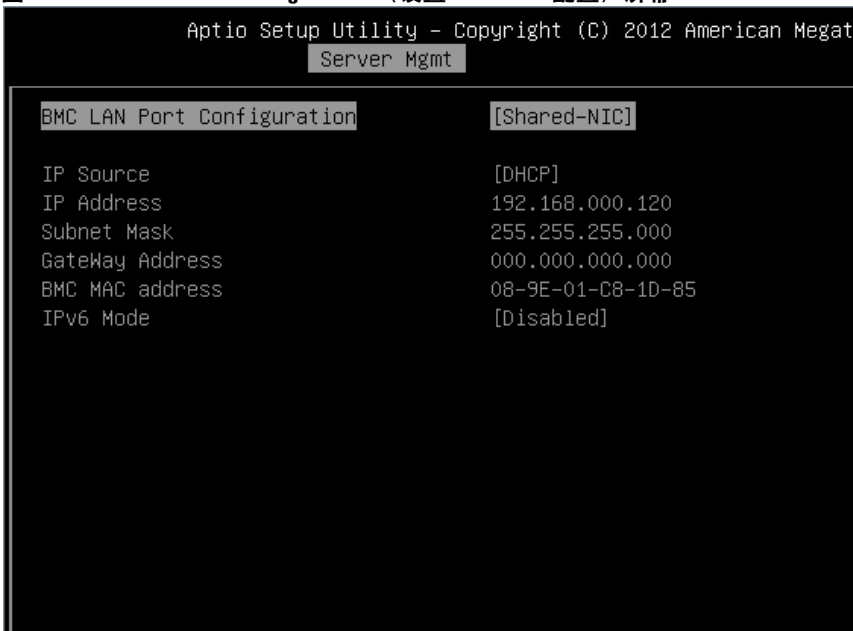 Aptio Setup Utility – Copyright (C) 2012 American Megat
Server Mgmt
BMC LAN Port Configuration [Shared-NIC]
IP Source [DHCP]
IP Address 192.168.000.120
Subnet Mask 255.255.255.000
GateWay Address 000.000.000.000
BMC MAC address 08-9E-01-C8-1D-85
IPv6 Mode [Disabled]